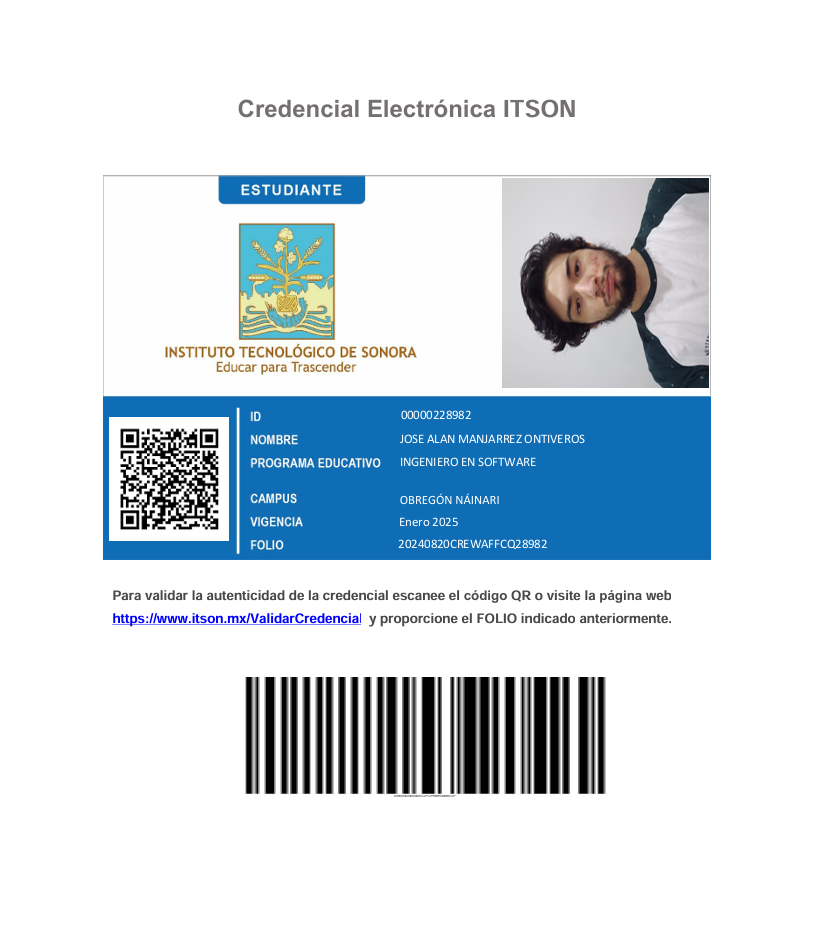 Credencial Electrónica ITSON
ESTUDIANTE
INSTITUTO TECNOLÓGICO DE SONORA
Educar para Trascender
ID 00000228982
NOMBRE JOSE ALAN MANJARREZ ONTIVEROS
PROGRAMA EDUCATIVO INGENIERO EN SOFTWARE
CAMPUS OBREGÓN NÁINARI
VIGENCIA Enero 2025
FOLIO 20240820CREWAFFCQ28982
Para validar la autenticidad de la credencial escanee el código QR o visite la página web
https://www.itson.mx/ValidarCredencial y proporcione el FOLIO indicado anteriormente.